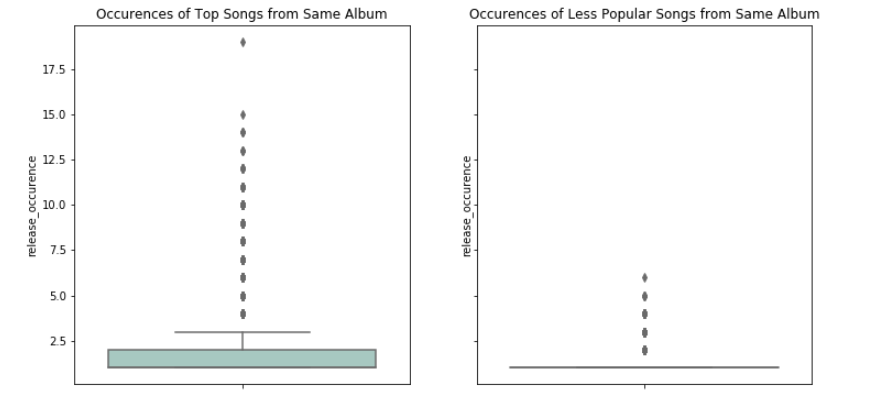 Occurences of Top Songs from Same Album
17.5
15.0
12.5
10.0
7.5
5.0
2.5
release_occurence
Occurences of Less Popular Songs from Same Album
release_occurence